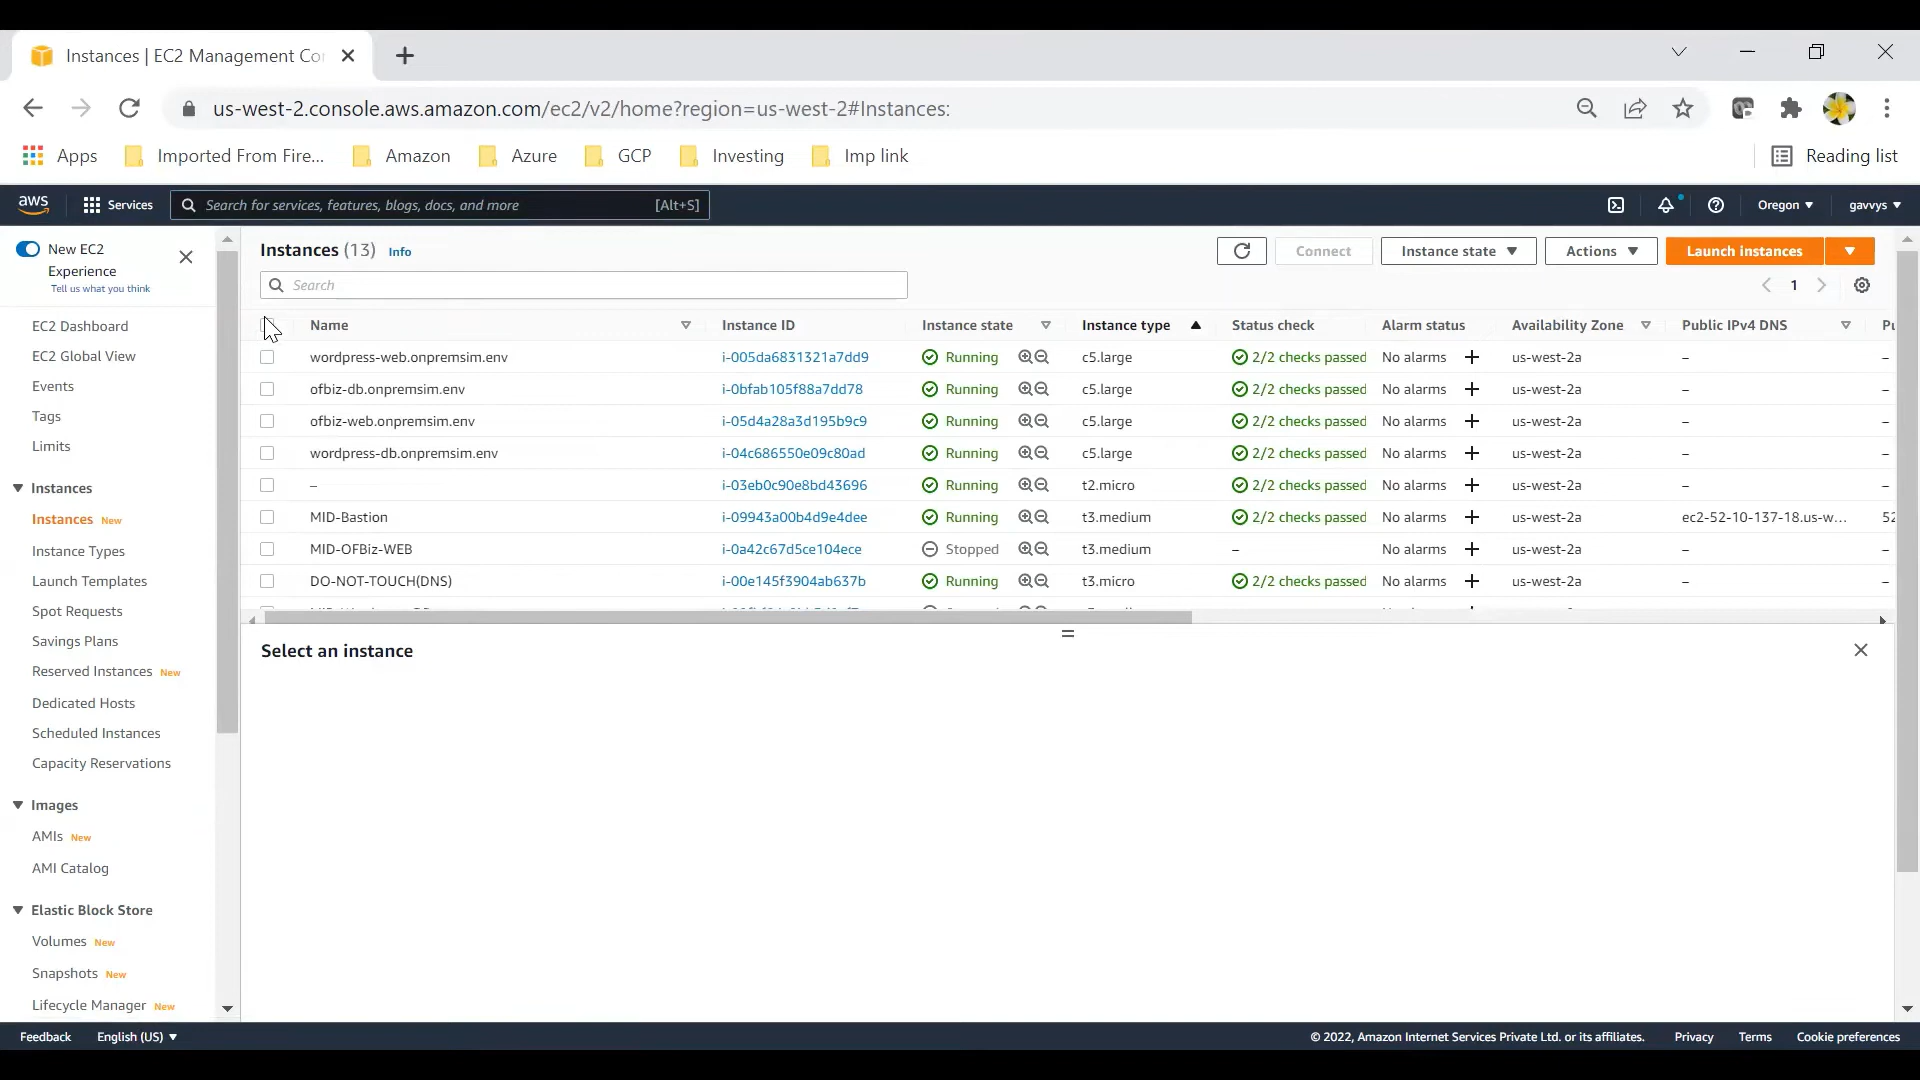 Instances | EC2 Management Co
us-west-2.console.aws.amazon.com/ec2/v2/home?region=us-west-2#Instances:
Apps Imported From Fire... Amazon Azure GCP Investing Imp link Reading list
aws Services Search for services, features, blogs, docs, and more [Alt+S] Oregon gavvys
New EC2
Experience
Tell us what you think
EC2 Dashboard
EC2 Global View
Events
Tags
Limits
Instances
Instances New
Instance Types
Launch Templates
Spot Requests
Savings Plans
Reserved Instances New
Dedicated Hosts
Scheduled Instances
Capacity Reservations
Images
AMIs New
AMI Catalog
Elastic Block Store
Volumes New
Snapshots New
Lifecycle Manager New
Instances (13) Info Connect Instance state Actions Launch instances
Search 1
Name Instance ID Instance state Instance type Status check Alarm status Availability Zone Public IPv4 DNS
wordpress-web.onpremsim.env i-005da6831321a7dd9 Running c5.large 2/2 checks passed No alarms + us-west-2a –
ofbiz-db.onpremsim.env i-0bfab105f88a7dd78 Running c5.large 2/2 checks passed No alarms + us-west-2a –
ofbiz-web.onpremsim.env i-05d4a28a3d195b9c9 Running c5.large 2/2 checks passed No alarms + us-west-2a –
wordpress-db.onpremsim.env i-04c686550e09c80ad Running c5.large 2/2 checks passed No alarms + us-west-2a –
– i-03eb0c90e8bd43696 Running t2.micro 2/2 checks passed No alarms + us-west-2a –
MID-Bastion i-09943a00b4d9e4dee Running t3.medium 2/2 checks passed No alarms + us-west-2a ec2-52-10-137-18.us-w... 52
MID-OFBiz-WEB i-0a42c67d5ce104ece Stopped t3.medium – No alarms + us-west-2a –
DO-NOT-TOUCH(DNS) i-00e145f3904ab637b Running t3.micro 2/2 checks passed No alarms + us-west-2a –
Select an instance
Feedback English (US) © 2022, Amazon Internet Services Private Ltd. or its affiliates. Privacy Terms Cookie preferences